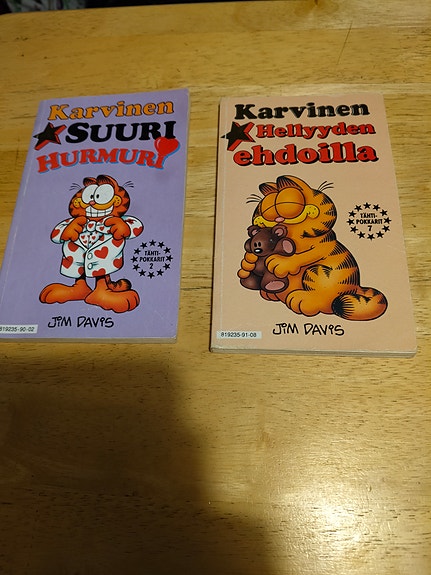 Karvinen
SUURI
HURMURI!
TÄHTI-
POKKARIT
2
819235-90-02
JIM DAVIS
Karvinen
Hellyyden
ehdoilla
TÄHTI-
POKKARIT
7
819235-91-08
JIM DAVIS